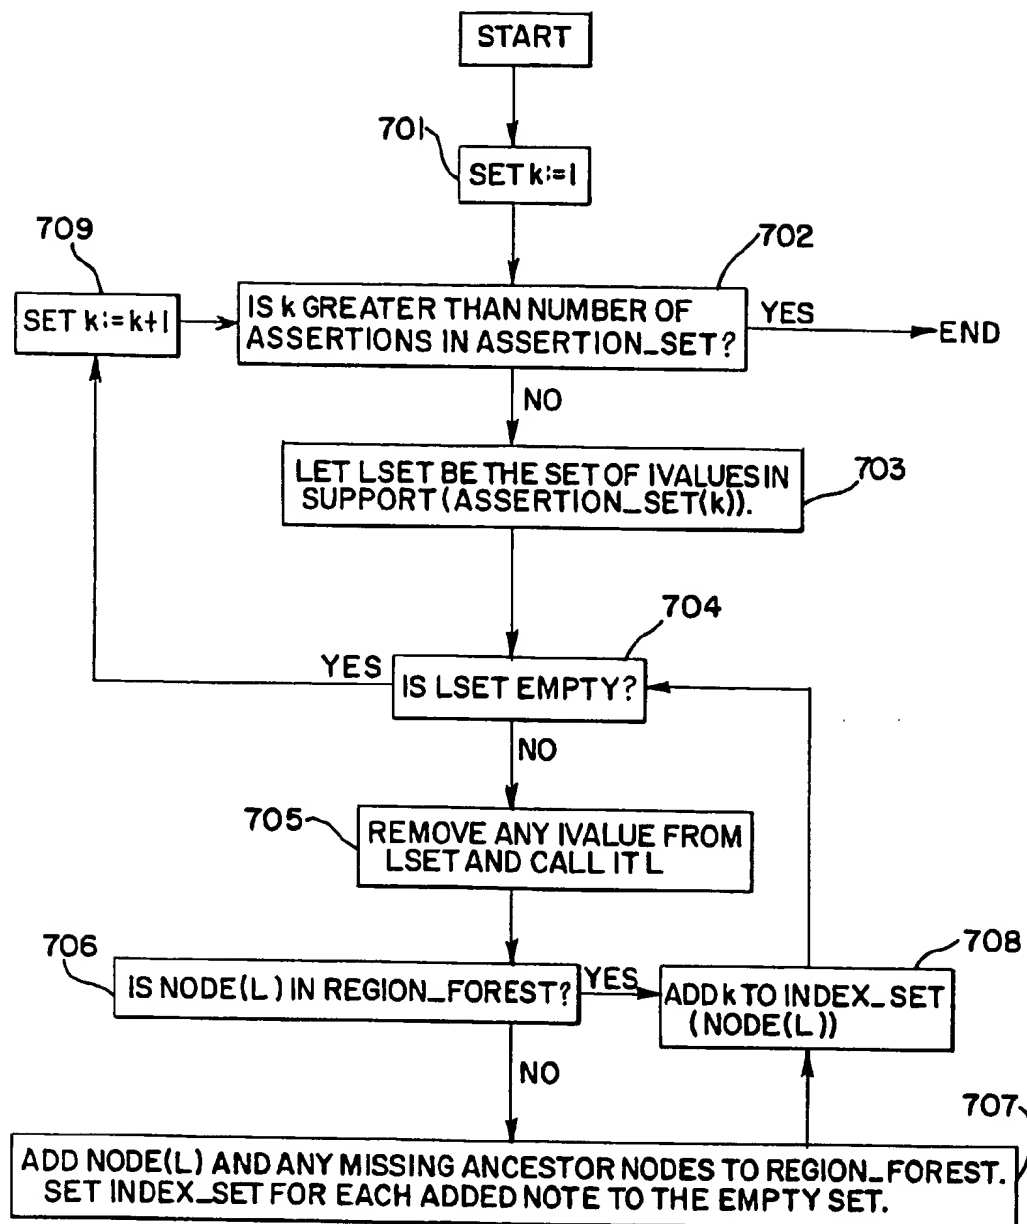 START
701
SET k:=1
709
702
SET k:=k+1
IS k GREATER THAN NUMBER OF
ASSERTIONS IN ASSERTION_SET?
YES
END
NO
LET LSET BE THE SET OF IVALUES IN
SUPPORT (ASSERTION_SET(k)).
703
704
YES
IS LSET EMPTY?
NO
705
REMOVE ANY IVALUE FROM
LSET AND CALL IT L
706
708
IS NODE(L) IN REGION_FOREST?
YES
ADD k TO INDEX_SET
(NODE(L))
NO
707
ADD NODE(L) AND ANY MISSING ANCESTOR NODES TO REGION_FOREST.
SET INDEX_SET FOR EACH ADDED NOTE TO THE EMPTY SET.